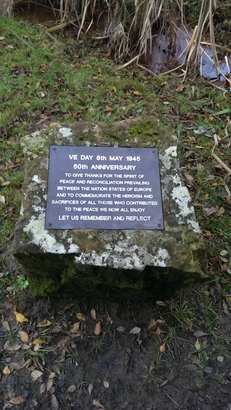 VE DAY 8th MAY 1945
50th ANNIVERSARY
TO GIVE THANKS FOR THE SPIRIT OF
PEACE AND RECONCILIATION PREVAILING
BETWEEN THE NATION STATES OF EUROPE
AND TO COMMEMORATE THE HEROISM AND
SACRIFICES OF ALL THOSE WHO CONTRIBUTED
TO THE PEACE WE NOW ALL ENJOY
LET US REMEMBER AND REFLECT